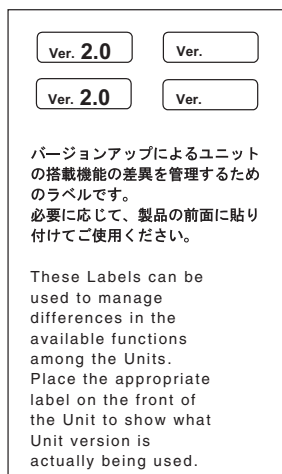 Ver. 2.0
Ver.
Ver. 2.0
Ver.
バージョンアップによるユニット
の搭載機能の差異を管理するため
のラベルです。
必要に応じて、製品の前面に貼り
付けてご使用ください。
These Labels can be
used to manage
differences in the
available functions
among the Units.
Place the appropriate
label on the front of
the Unit to show what
Unit version is
actually being used.